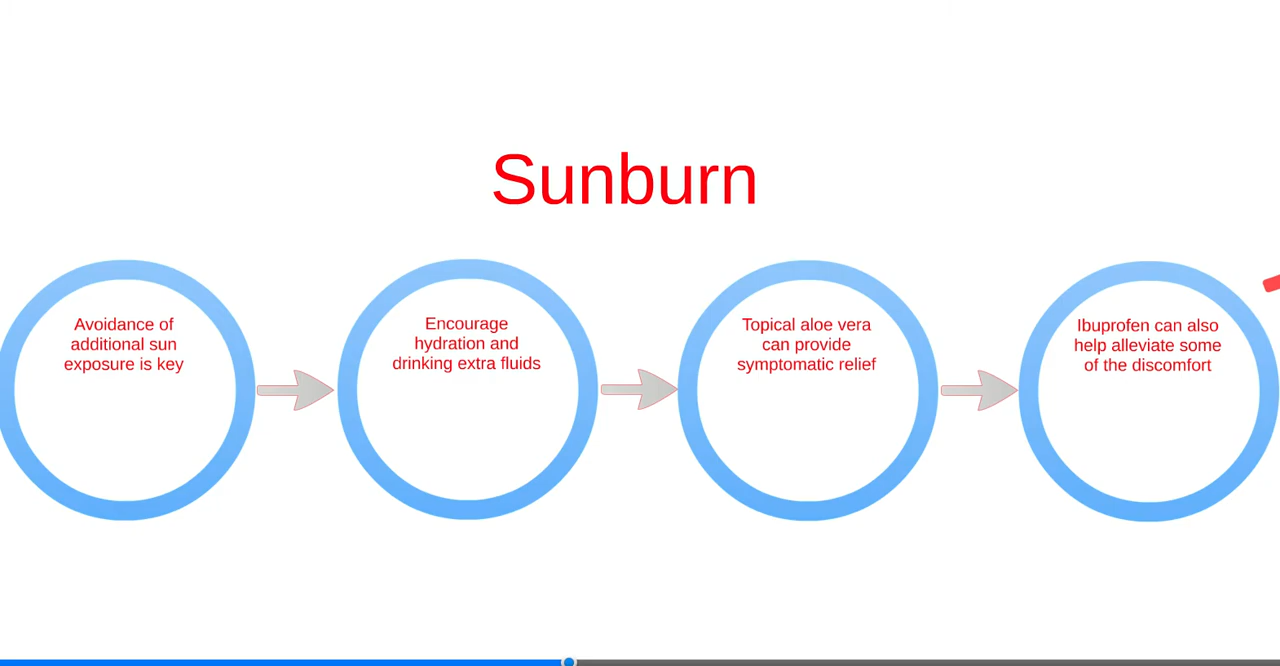 Sunburn
Avoidance of
additional sun
exposure is key
Encourage
hydration and
drinking extra fluids
Topical aloe vera
can provide
symptomatic relief
Ibuprofen can also
help alleviate some
of the discomfort